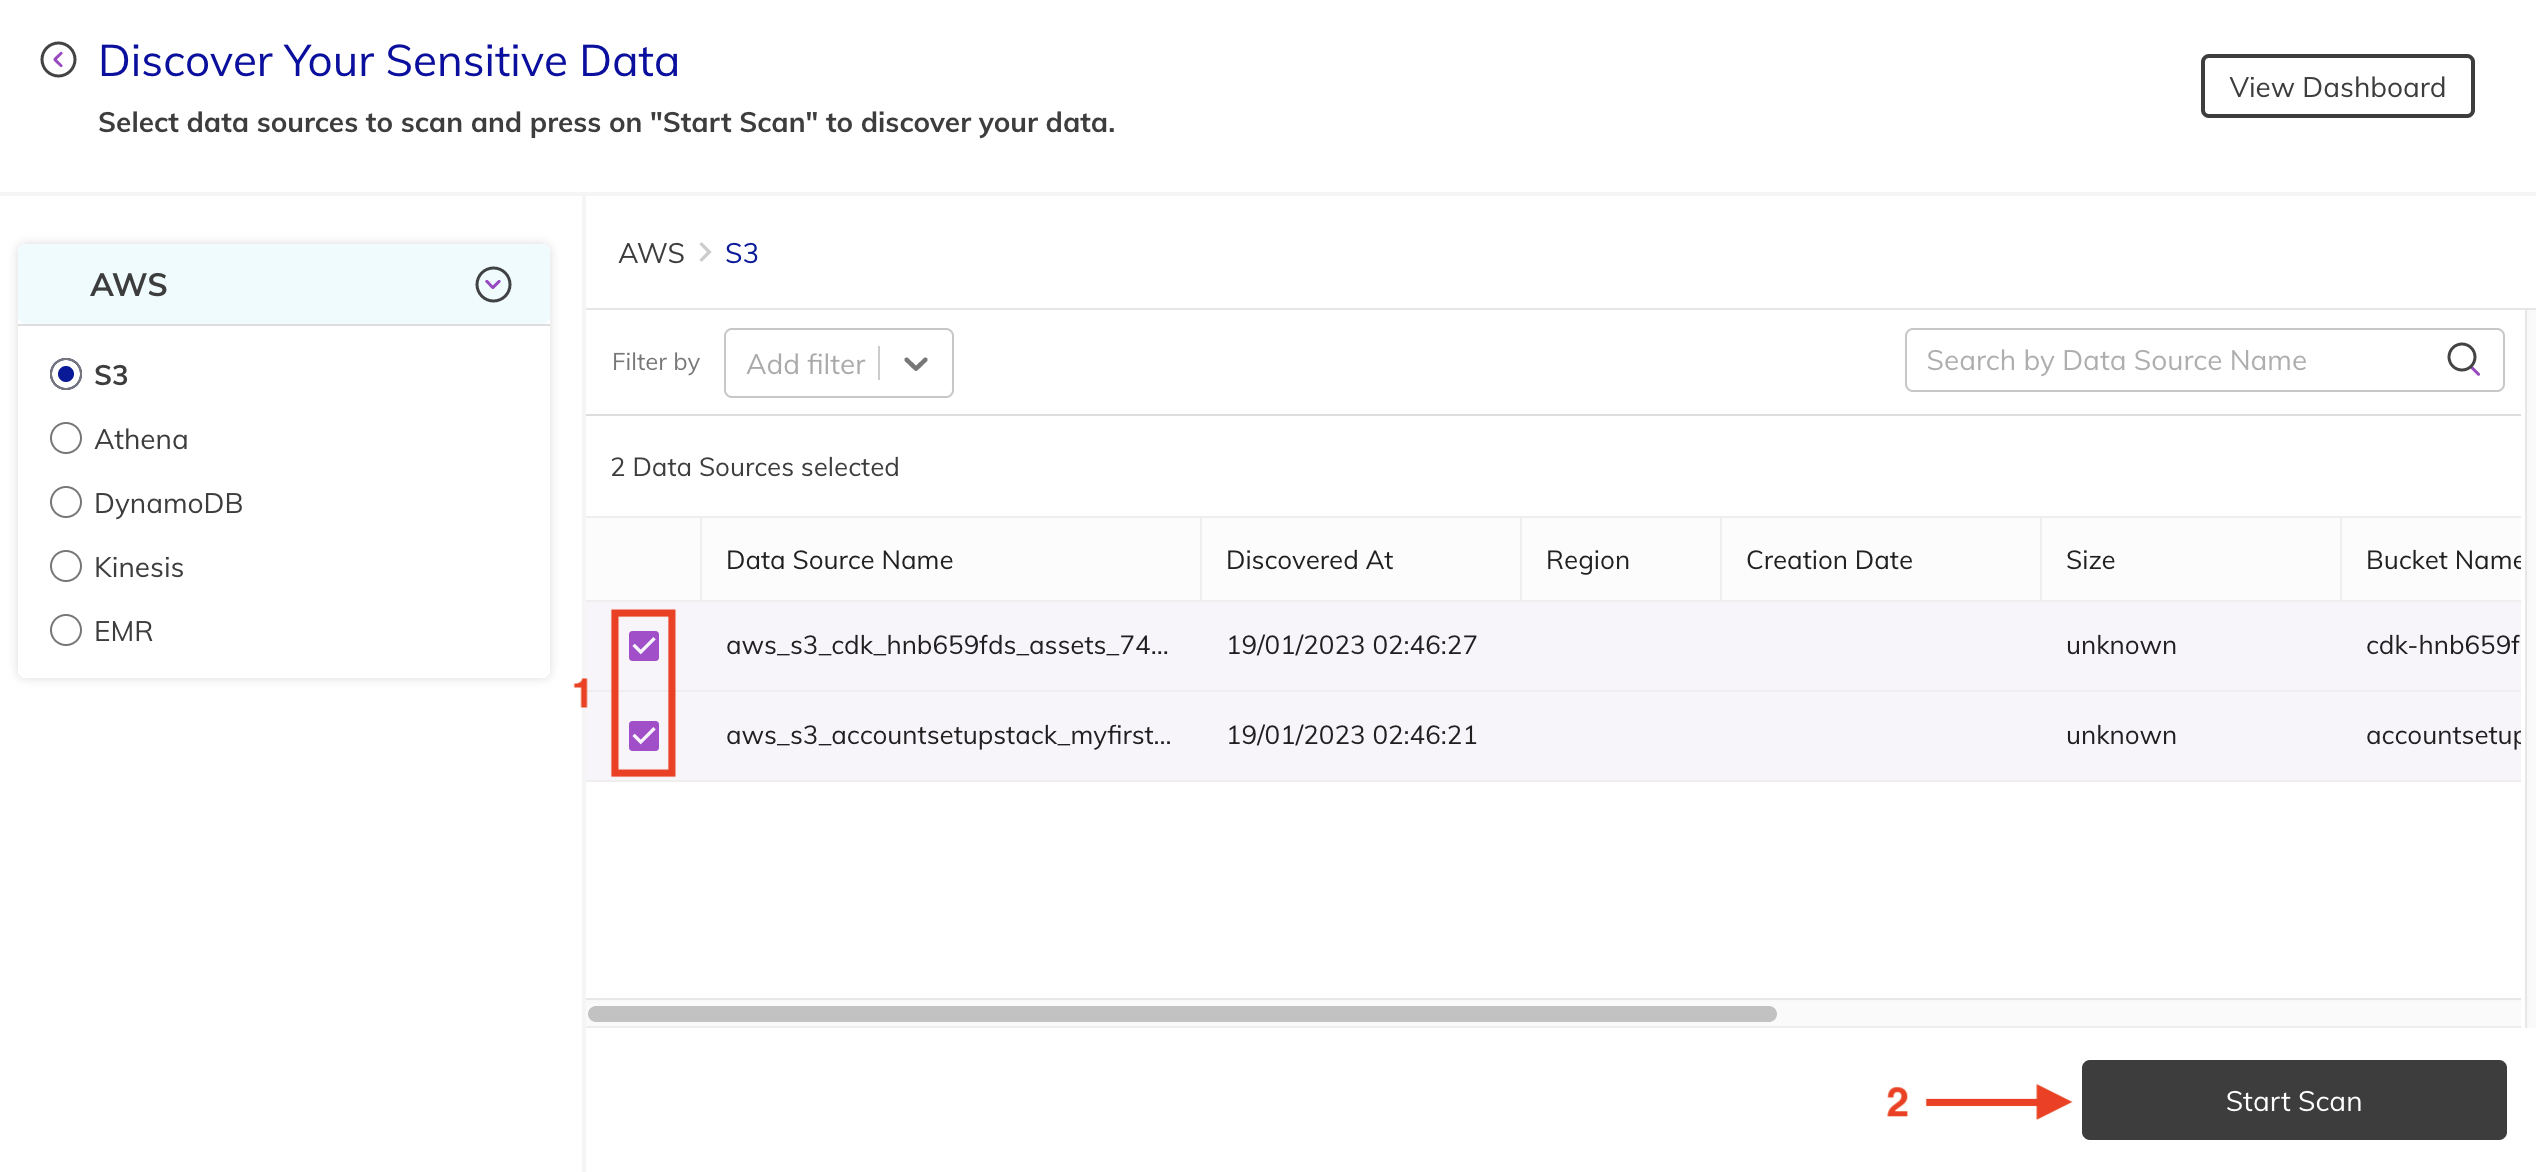 Discover Your Sensitive Data
View Dashboard
Select data sources to scan and press on "Start Scan" to discover your data.
AWS
S3
Athena
DynamoDB
Kinesis
EMR
AWS > S3
Filter by
Add filter
Search by Data Source Name
2 Data Sources selected
Data Source Name Discovered At Region Creation Date Size Bucket Name
aws_s3_cdk_hnb659fds_assets_74... 19/01/2023 02:46:27 unknown cdk-hnb659f
1
aws_s3_accountsetupstack_myfirst... 19/01/2023 02:46:21 unknown accountsetup
2
Start Scan